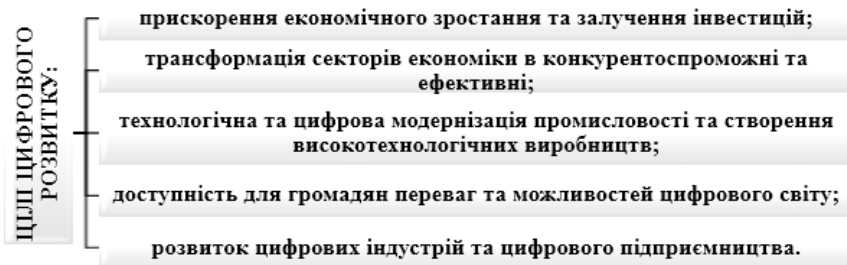 ЦІЛІ ЦИФРОВОГО
РОЗВИТКУ:
прискорення економічного зростання та залучення інвестицій;
трансформація секторів економіки в конкурентоспроможні та
ефективні;
технологічна та цифрова модернізація промисловості та створення
високотехнологічних виробництв;
доступність для громадян переваг та можливостей цифрового світу;
розвиток цифрових індустрій та цифрового підприємництва.